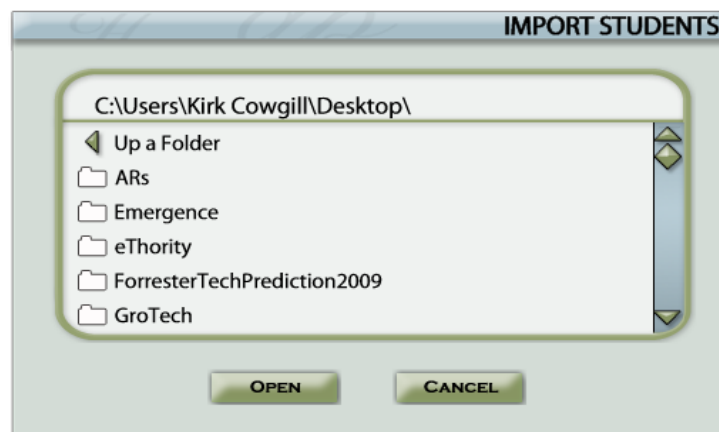 IMPORT STUDENTS
C:\Users\Kirk Cowgill\Desktop\
Up a Folder
ARs
Emergence
eThority
ForresterTechPrediction2009
GroTech
OPEN CANCEL